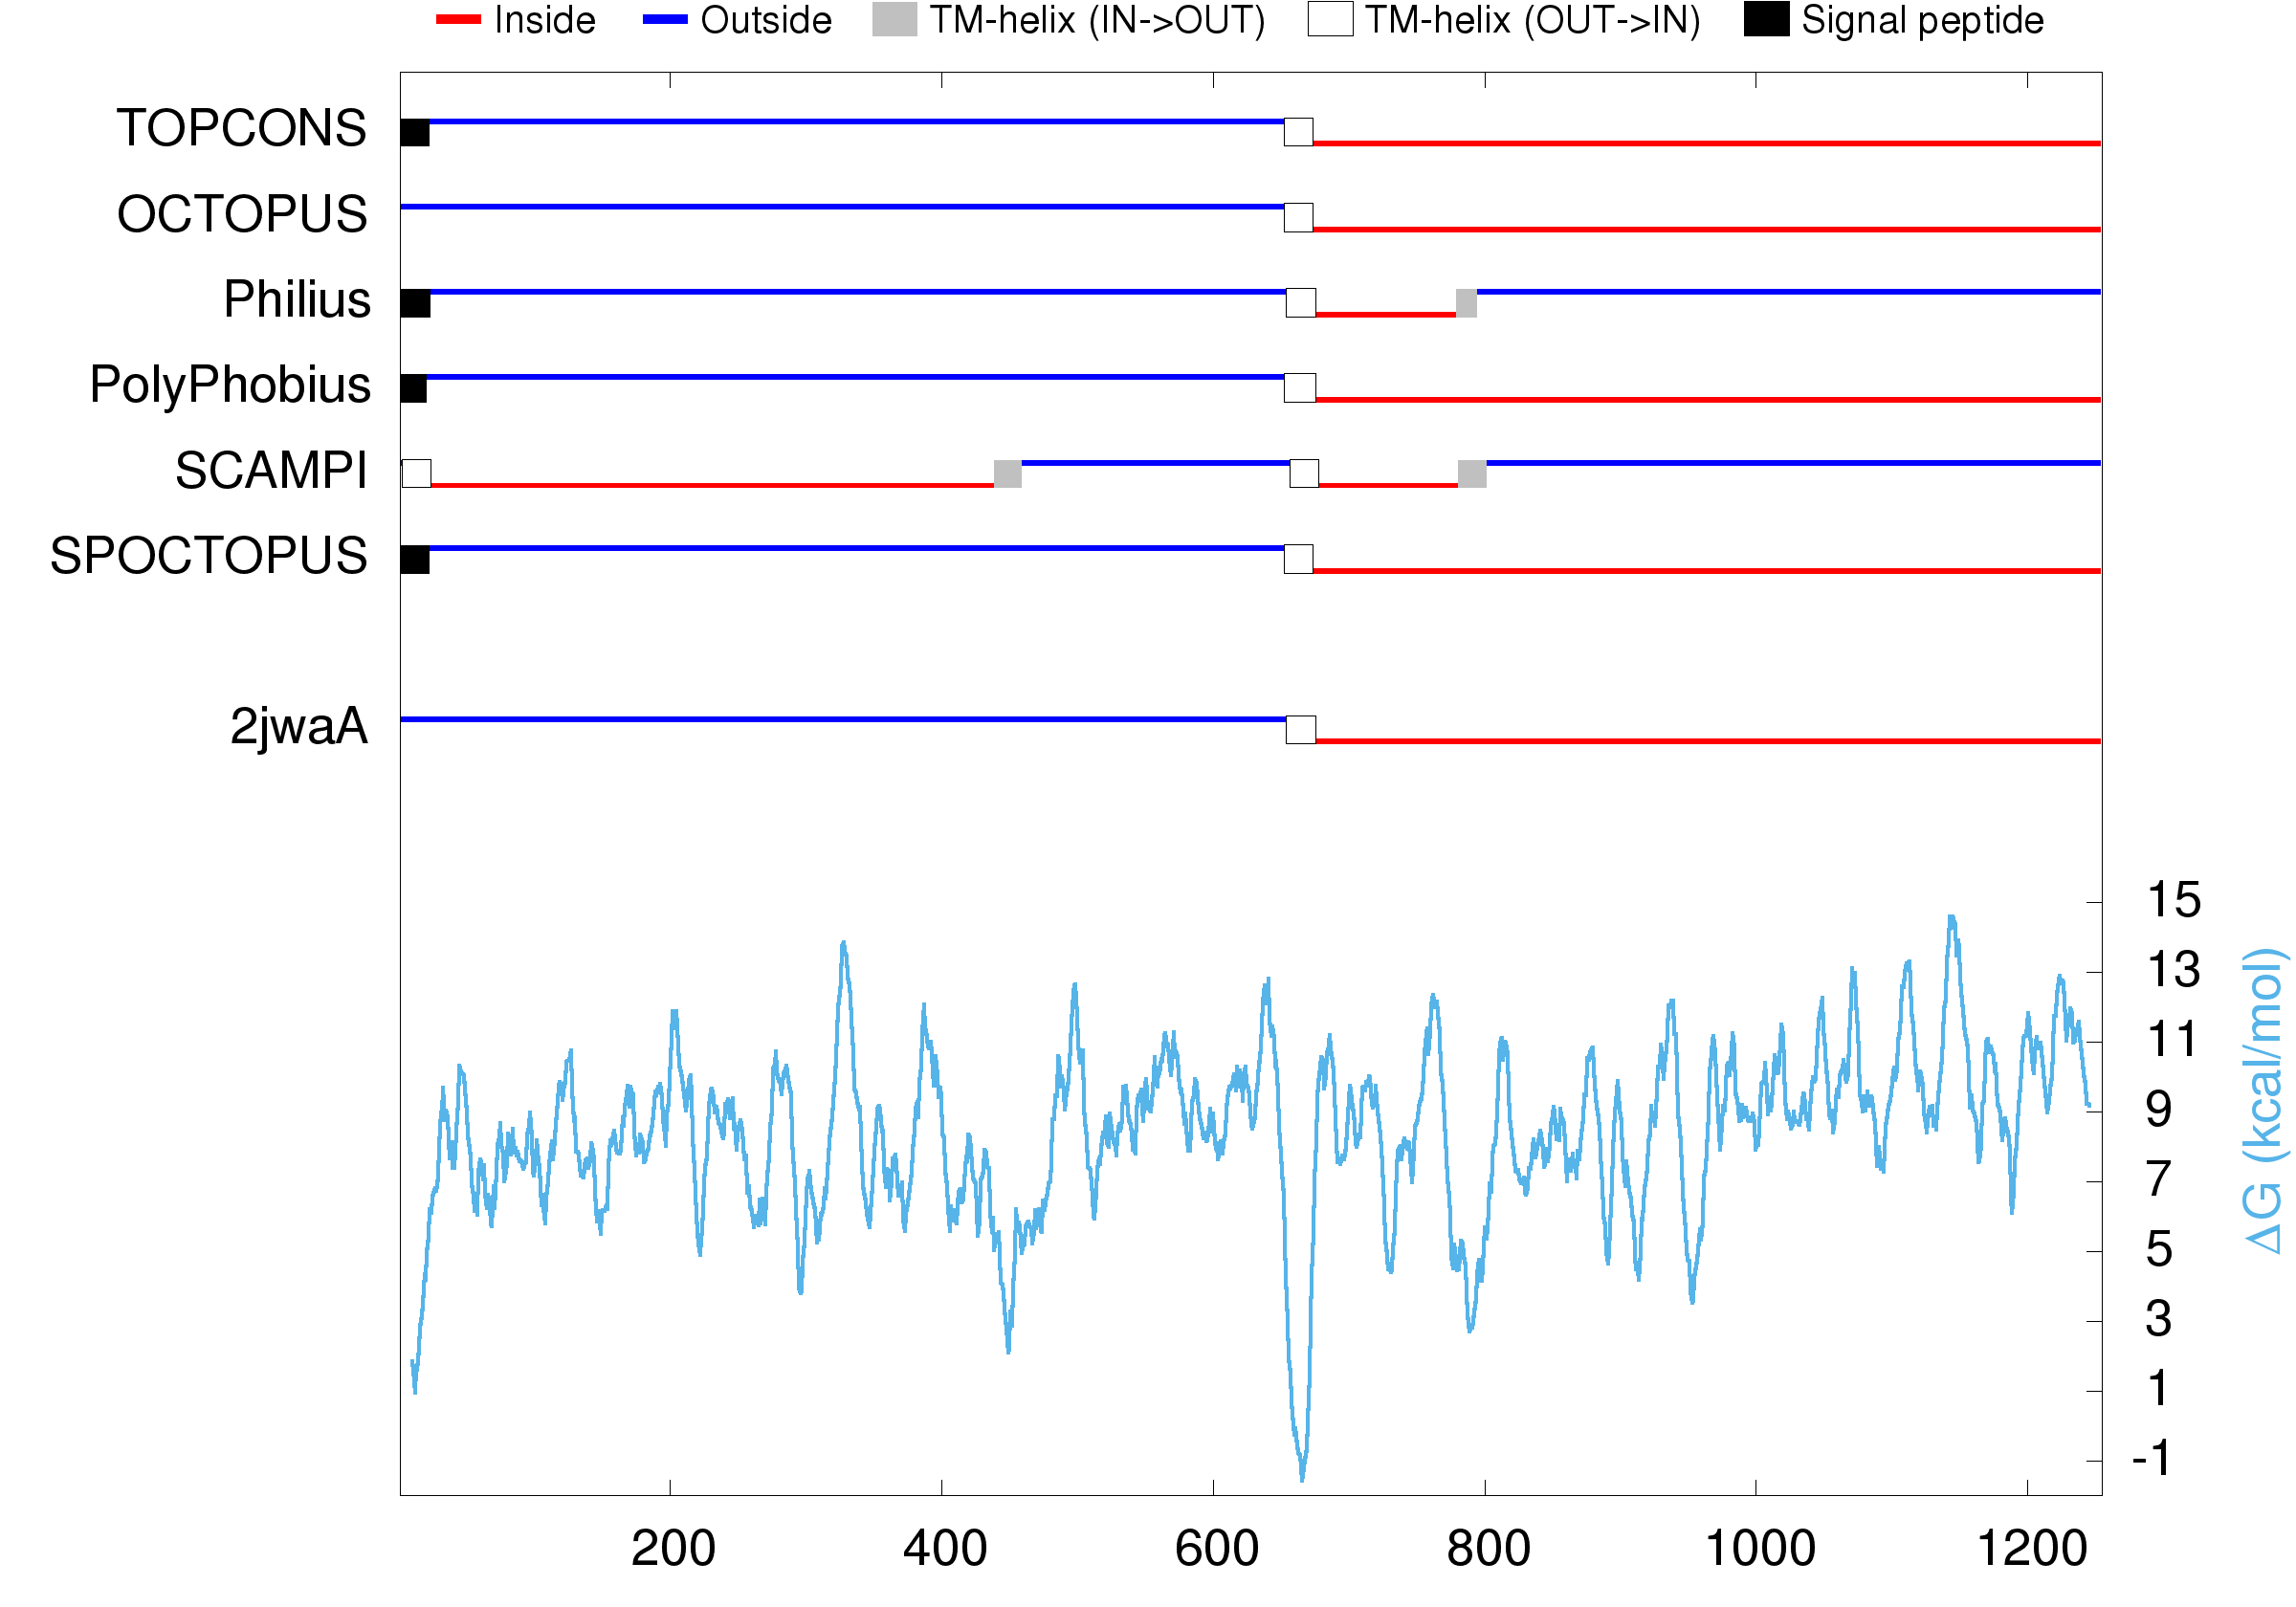 Inside Outside TM-helix (IN->OUT) TM-helix (OUT->IN) Signal peptide
TOPCONS
OCTOPUS
Philius
PolyPhobius
SCAMPI
SPOCTOPUS
2jwaA
15
13
11
9
7
5
3
1
-1
ΔG (kcal/mol)
200 400 600 800 1000 1200